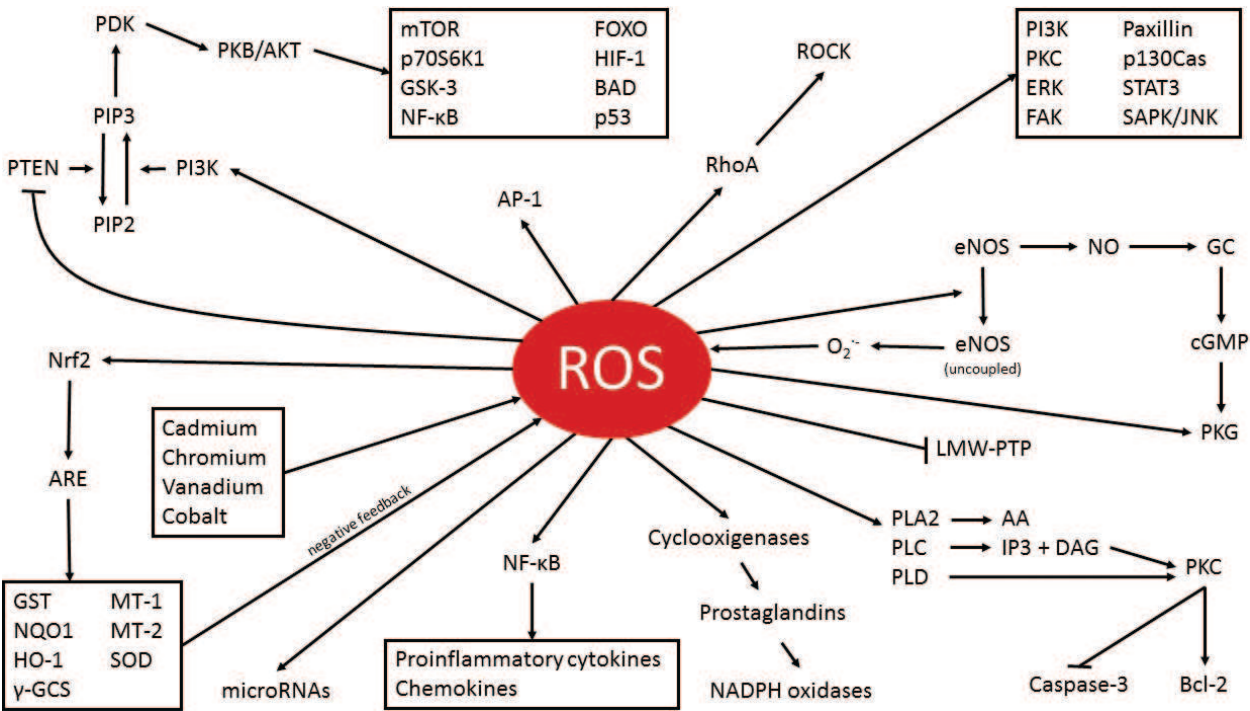 PDK
PKB/AKT
PIP3
PTEN
PI3K
PIP2
mTOR FOXO
p70S6K1 HIF-1
GSK-3 BAD
NF-κB p53
AP-1
ROCK
RhoA
PI3K Paxillin
PKC p130Cas
ERK STAT3
FAK SAPK/JNK
eNOS NO GC
O₂˙⁻ eNOS
(uncoupled)
cGMP
PKG
ROS
LMW-PTP
Nrf2
ARE
Cadmium
Chromium
Vanadium
Cobalt
negative feedback
GST MT-1
NQO1 MT-2
HO-1 SOD
γ-GCS
microRNAs
NF-κB
Proinflammatory cytokines
Chemokines
Cyclooxigenases
Prostaglandins
NADPH oxidases
PLA2 AA
PLC IP3 + DAG
PLD
PKC
Caspase-3 Bcl-2